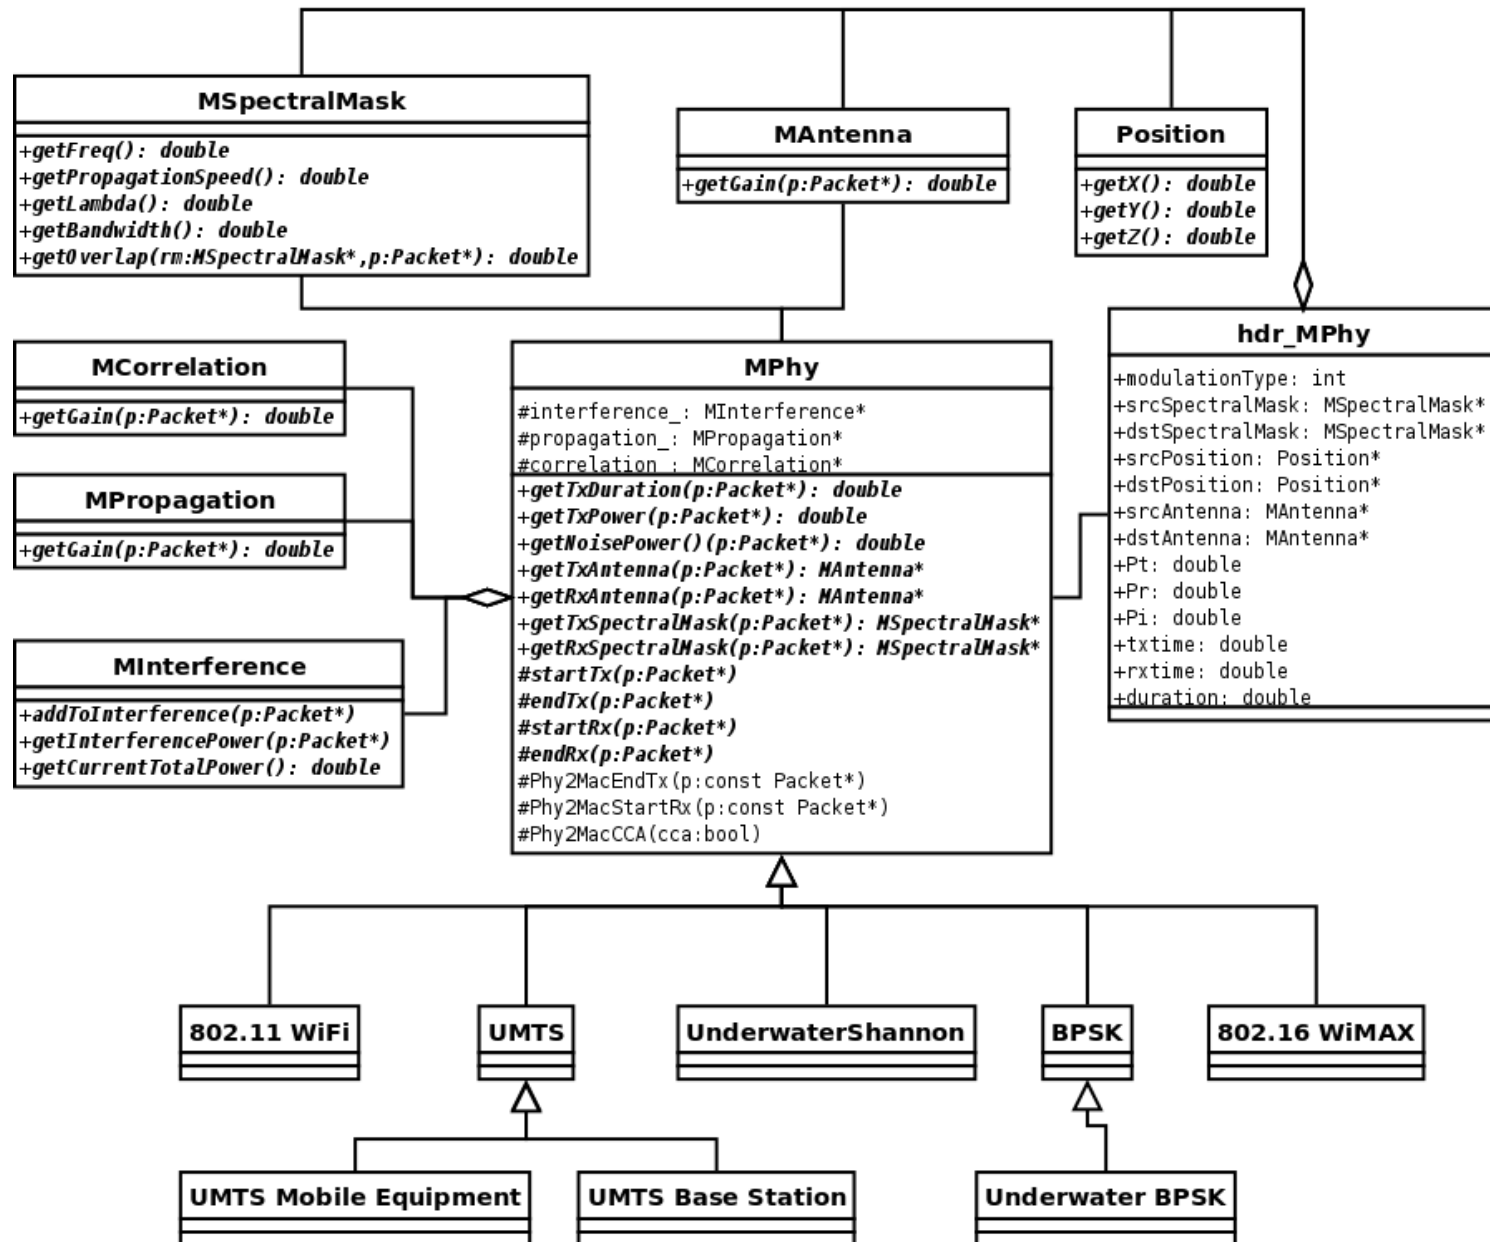 MSpectralMask
+getFreq(): double
+getPropagationSpeed(): double
+getLambda(): double
+getBandwidth(): double
+getOverlap(rm:MSpectralMask*,p:Packet*): double
MAntenna
+getGain(p:Packet*): double
Position
+getX(): double
+getY(): double
+getZ(): double
MCorrelation
+getGain(p:Packet*): double
MPropagation
+getGain(p:Packet*): double
MInterference
+addToInterference(p:Packet*)
+getInterferencePower(p:Packet*)
+getCurrentTotalPower(): double
MPhy
#interference_: MInterference*
#propagation_: MPropagation*
#correlation_: MCorrelation*
+getTxDuration(p:Packet*): double
+getTxPower(p:Packet*): double
+getNoisePower()(p:Packet*): double
+getTxAntenna(p:Packet*): MAntenna*
+getRxAntenna(p:Packet*): MAntenna*
+getTxSpectralMask(p:Packet*): MSpectralMask*
+getRxSpectralMask(p:Packet*): MSpectralMask*
#startTx(p:Packet*)
#endTx(p:Packet*)
#startRx(p:Packet*)
#endRx(p:Packet*)
#Phy2MacEndTx(p:const Packet*)
#Phy2MacStartRx(p:const Packet*)
#Phy2MacCCA(cca:bool)
hdr_MPhy
+modulationType: int
+srcSpectralMask: MSpectralMask*
+dstSpectralMask: MSpectralMask*
+srcPosition: Position*
+dstPosition: Position*
+srcAntenna: MAntenna*
+dstAntenna: MAntenna*
+Pt: double
+Pr: double
+Pi: double
+txtime: double
+rxtime: double
+duration: double
802.11 WiFi
UMTS
UnderwaterShannon
BPSK
802.16 WiMAX
UMTS Mobile Equipment
UMTS Base Station
Underwater BPSK